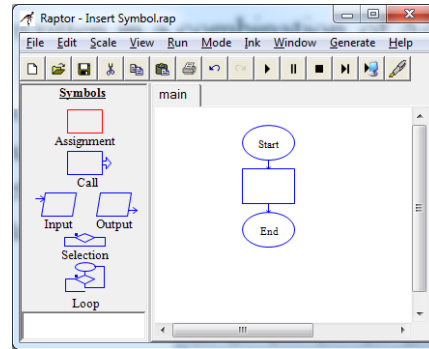 Raptor - Insert Symbol.rap
File Edit Scale View Run Mode Ink Window Generate Help
Symbols
main
Assignment
Call
Input Output
Selection
Loop
Start
End